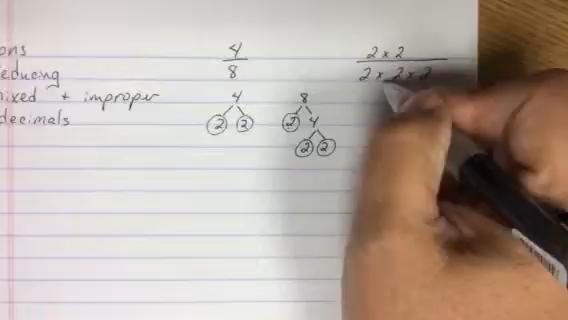 ons
educing
mixed + improper
decimals
4
8
4
2 2
8
2 4
2 2
2 x 2
2 x 2 x 2